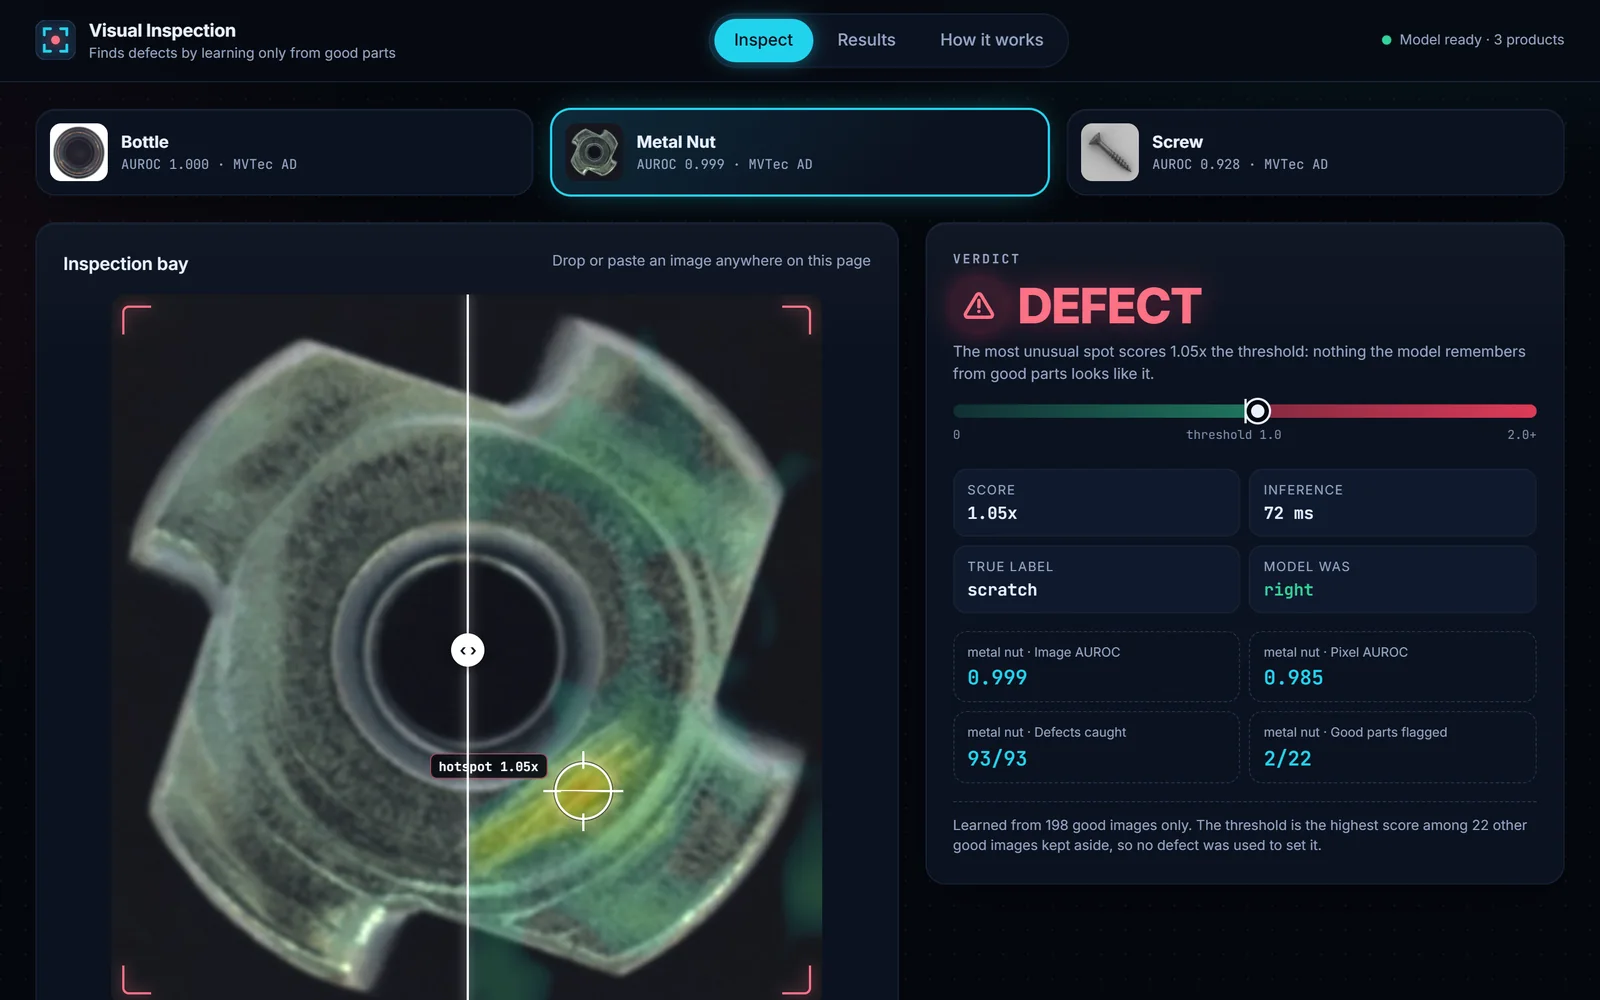 Visual Inspection
Finds defects by learning only from good parts
Inspect
Results
How it works
Model ready · 3 products
Bottle
AUROC 1.000 · MVTec AD
Metal Nut
AUROC 0.999 · MVTec AD
Screw
AUROC 0.928 · MVTec AD
Inspection bay
Drop or paste an image anywhere on this page
hotspot 1.05x
VERDICT
DEFECT
The most unusual spot scores 1.05x the threshold: nothing the model remembers
from good parts looks like it.
0
threshold 1.0
2.0+
SCORE
1.05x
INFERENCE
72 ms
TRUE LABEL
scratch
MODEL WAS
right
metal nut · Image AUROC
0.999
metal nut · Pixel AUROC
0.985
metal nut · Defects caught
93/93
metal nut · Good parts flagged
2/22
Learned from 198 good images only. The threshold is the highest score among 22 other
good images kept aside, so no defect was used to set it.